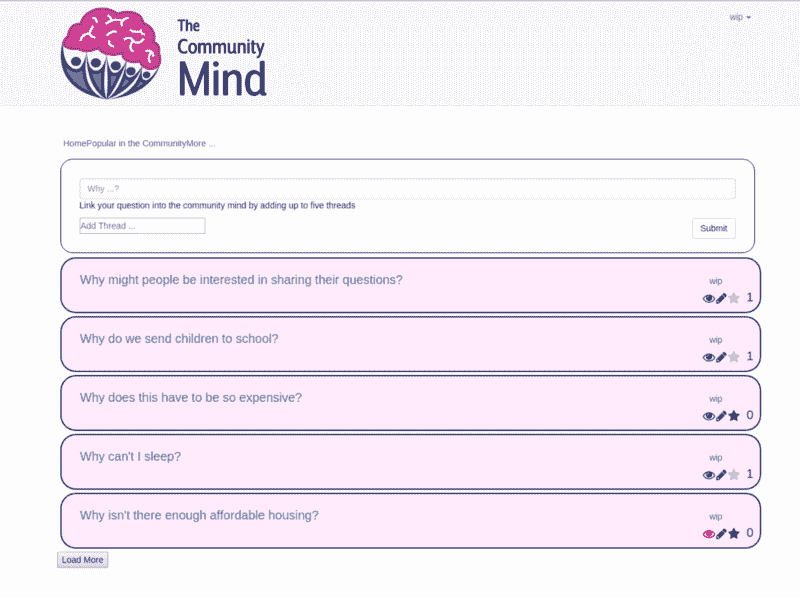 The
Community
Mind
wip
HomePopular in the CommunityMore ...
Why ...?
Link your question into the community mind by adding up to five threads
Add Thread ...
Submit
Why might people be interested in sharing their questions?
wip
1
Why do we send children to school?
wip
1
Why does this have to be so expensive?
wip
0
Why can't I sleep?
wip
1
Why isn't there enough affordable housing?
wip
0
Load More